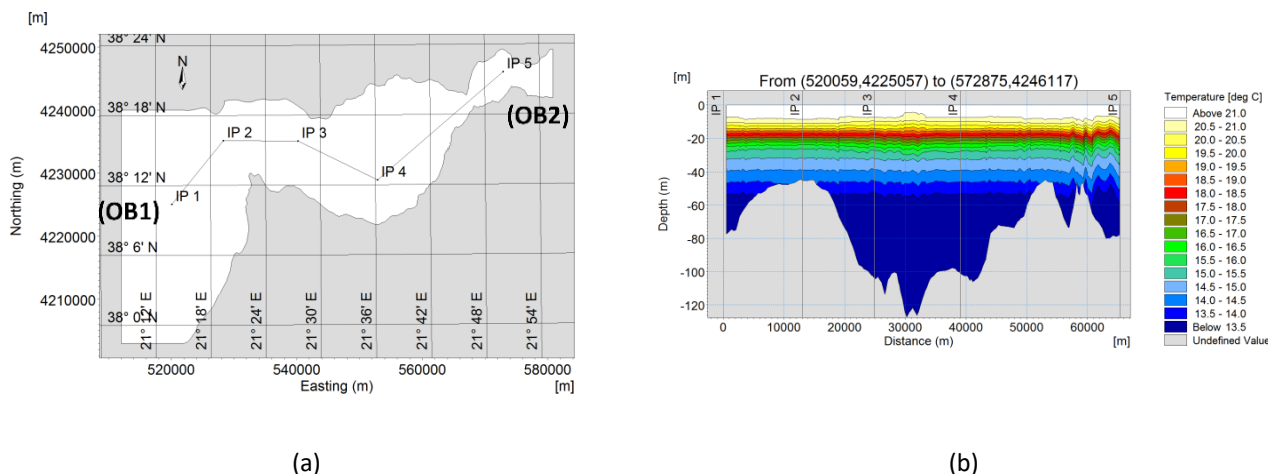 [m]
38° 24' N
4250000
N
IP 5
4240000
38° 18' N
(OB2)
IP 2
IP 3
4230000
38° 12' N
IP 4
IP 1
(OB1)
4220000
38° 6' N
4210000
38° 0' N
21° 12' E
21° 18' E
21° 24' E
21° 30' E
21° 36' E
21° 42' E
21° 48' E
21° 54' E
Northing (m)
520000
540000
560000
580000
Easting (m)
[m]
(a)
[m]
From (520059,4225057) to (572875,4246117)
IP 1
IP 2
IP 3
IP 4
IP 5
0
-20
-40
-60
-80
-100
-120
Depth (m)
0
10000
20000
30000
40000
50000
60000
Distance (m)
[m]
Temperature [deg C]
Above 21.0
20.5 - 21.0
20.0 - 20.5
19.5 - 20.0
19.0 - 19.5
18.5 - 19.0
18.0 - 18.5
17.5 - 18.0
17.0 - 17.5
16.5 - 17.0
16.0 - 16.5
15.5 - 16.0
15.0 - 15.5
14.5 - 15.0
14.0 - 14.5
13.5 - 14.0
Below 13.5
Undefined Value
(b)